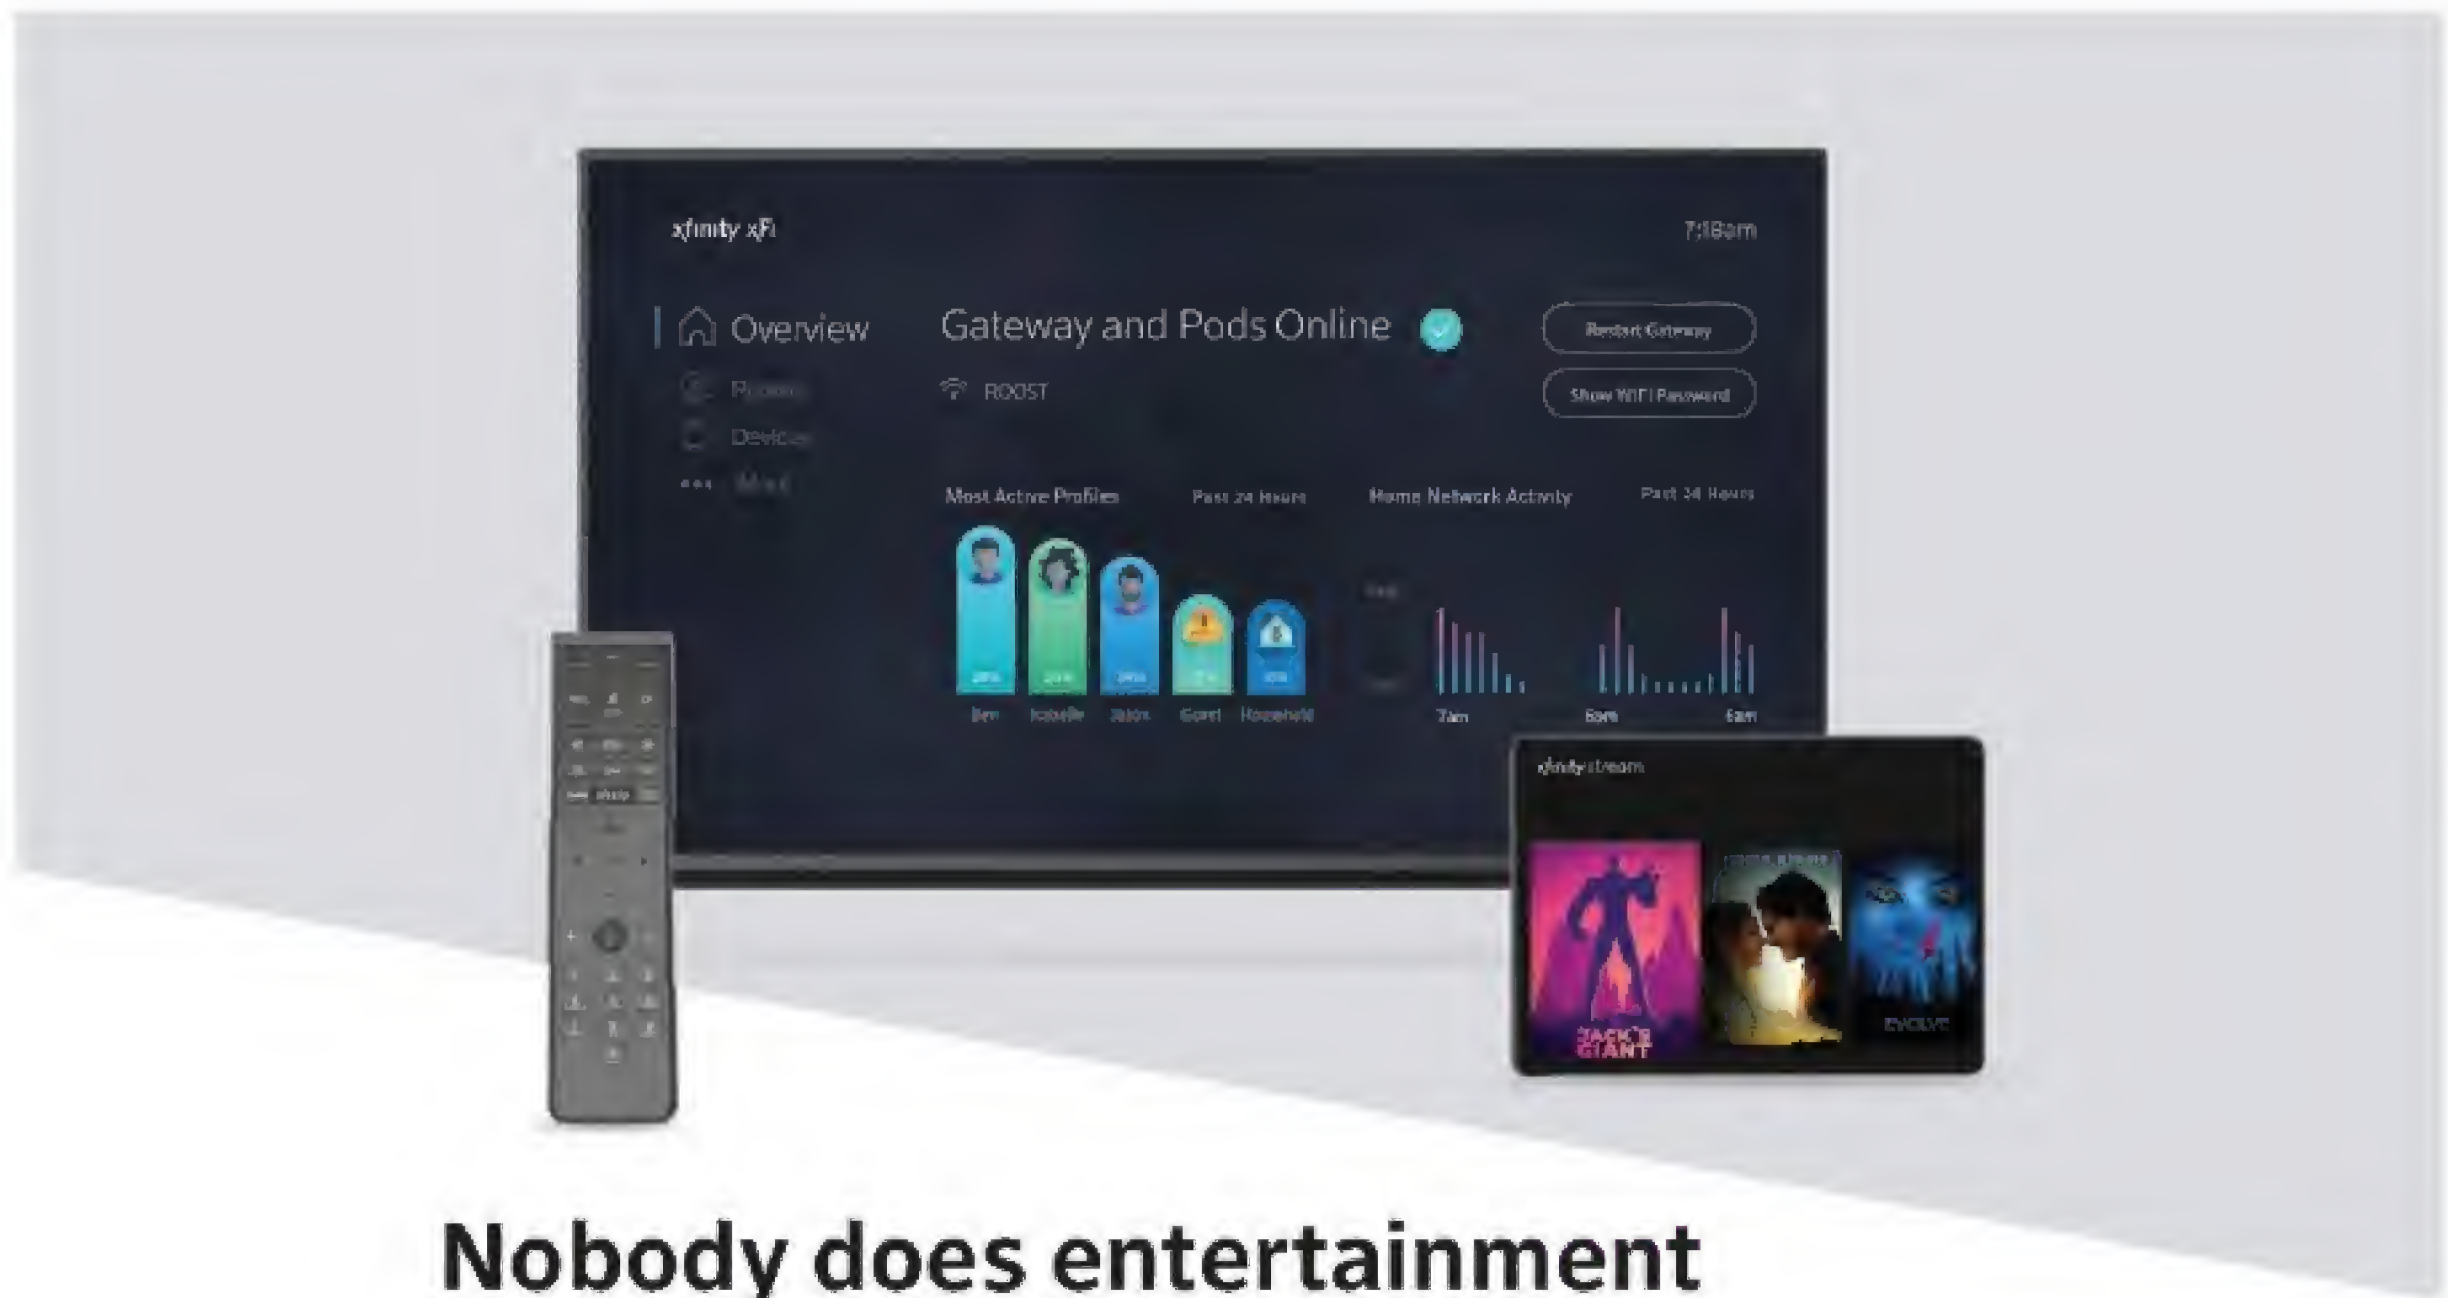 xfinity xFi
7:18am
Overview
Gateway and Pods Online
Restart Gateway
ROOST
Show WiFi Password
Devices
Most Active Profiles
Past 24 Hours
Home Network Activity
Past 24 Hours
Ben
Isabelle
Jason
Guest
Household
7am
6am
xfinity stream
JACK'S
GIANT
EVOLVE
Nobody does entertainment